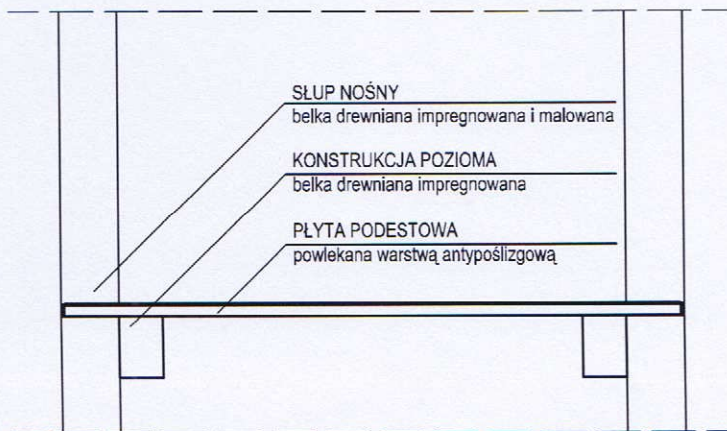 SŁUP NOŚNY
belka drewniana impregnowana i malowana
KONSTRUKCJA POZIOMA
belka drewniana impregnowana
PŁYTA PODESTOWA
powlekana warstwą antypoślizgową